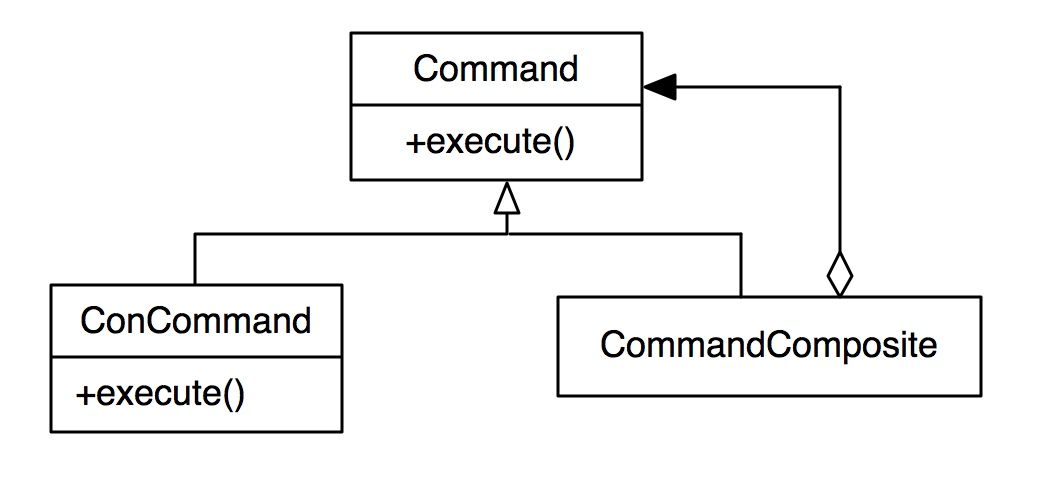 Command
+execute()
ConCommand
+execute()
CommandComposite